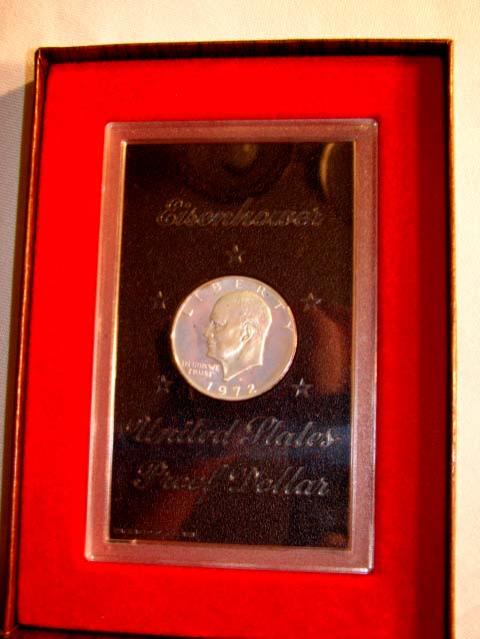 Eisenhower
LIBERTY
IN GOD WE
TRUST
1972
United States
Proof Dollar